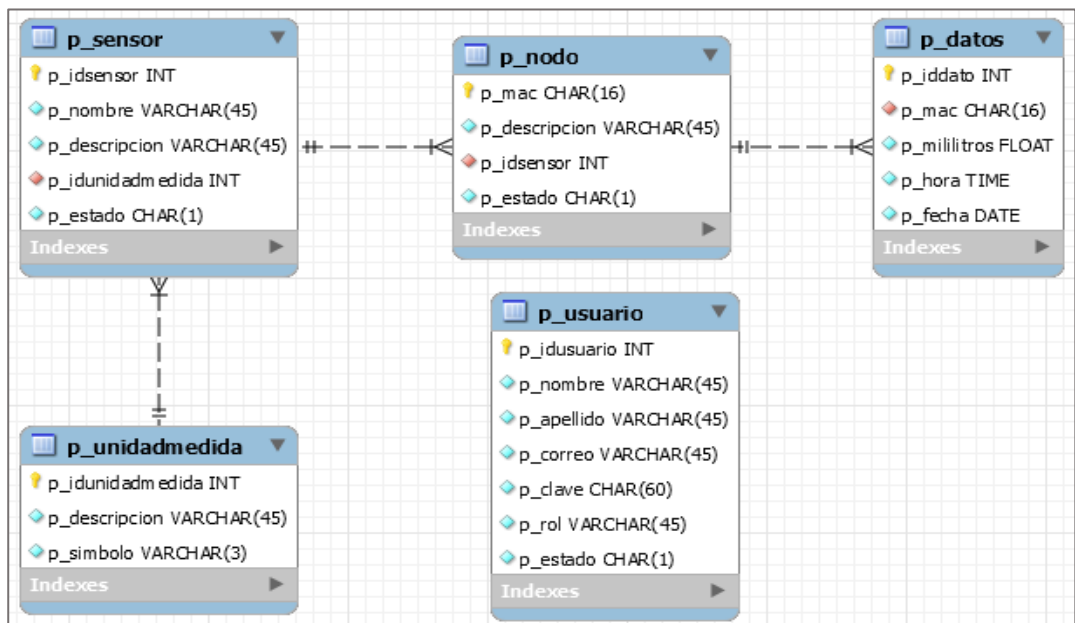 p_sensor
p_idsensor INT
p_nombre VARCHAR(45)
p_descripcion VARCHAR(45)
p_idunidadmedida INT
p_estado CHAR(1)
Indexes
p_nodo
p_mac CHAR(16)
p_descripcion VARCHAR(45)
p_idsensor INT
p_estado CHAR(1)
Indexes
p_datos
p_iddato INT
p_mac CHAR(16)
p_mililitros FLOAT
p_hora TIME
p_fecha DATE
Indexes
p_unidadmedida
p_idunidadmedida INT
p_descripcion VARCHAR(45)
p_simbolo VARCHAR(3)
Indexes
p_usuario
p_idusuario INT
p_nombre VARCHAR(45)
p_apellido VARCHAR(45)
p_correo VARCHAR(45)
p_clave CHAR(60)
p_rol VARCHAR(45)
p_estado CHAR(1)
Indexes